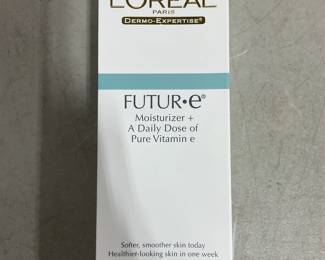 L'ORÉAL
PARIS
DERMO-EXPERTISE®
FUTUR•e®
Moisturizer +
A Daily Dose of
Pure Vitamin e
Softer, smoother skin today
Healthier-looking skin in one week